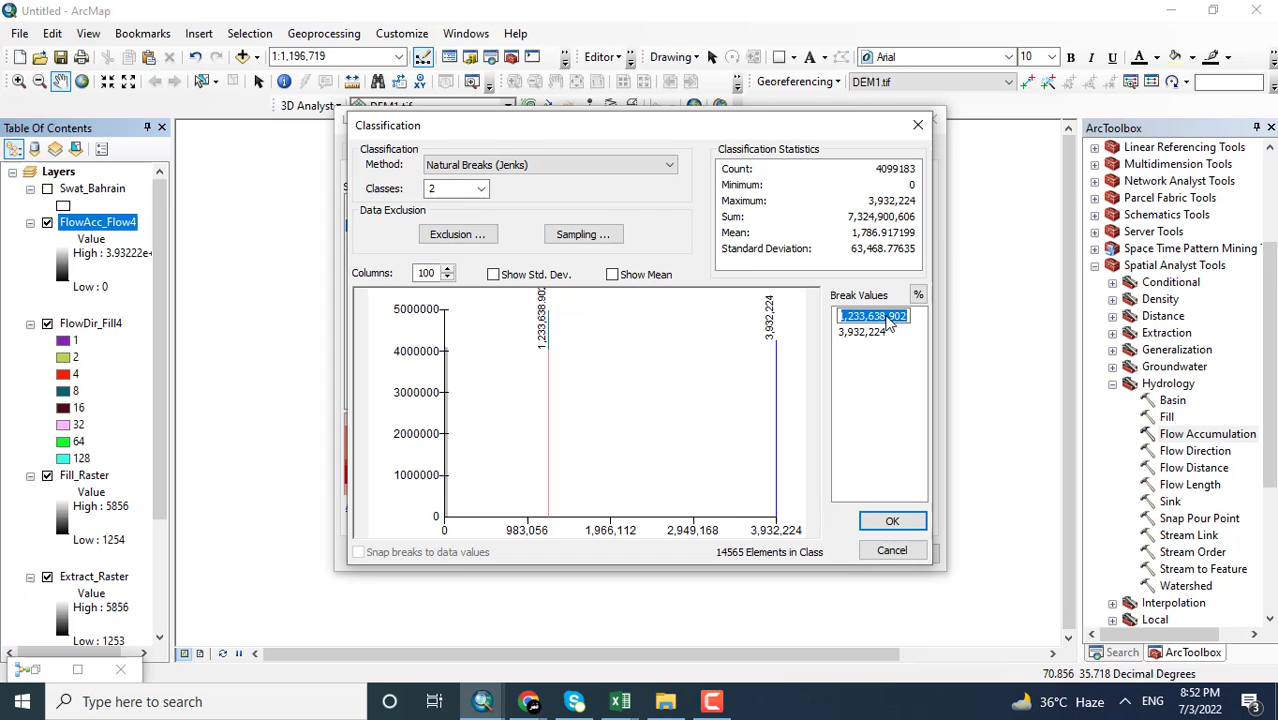 Untitled - ArcMap
File Edit View Bookmarks Insert Selection Geoprocessing Customize Windows Help
1:1,196,719 Editor Drawing A Arial 10 B I U A
Georeferencing DEM1.tif
3D Analyst DEM1.tif
Table Of Contents
Layers
Swat_Bahrain
FlowAcc_Flow4
Value
High : 3.93222e+
Low : 0
FlowDir_Fill4
1
2
4
8
16
32
64
128
Fill_Raster
Value
High : 5856
Low : 1254
Extract_Raster
Value
High : 5856
Low : 1253
Classification
Classification
Method: Natural Breaks (Jenks)
Classes: 2
Data Exclusion
Exclusion ... Sampling ...
Columns: 100 Show Std. Dev. Show Mean
Classification Statistics
Count: 4099183
Minimum: 0
Maximum: 3,932,224
Sum: 7,324,900,606
Mean: 1,786.917199
Standard Deviation: 63,468.77635
Break Values %
1,233,638.902
3,932,224
5000000
4000000
3000000
2000000
1000000
0
1,233,638.902
3,932,224
0 983,056 1,966,112 2,949,168 3,932,224
Snap breaks to data values
14565 Elements in Class
OK
Cancel
ArcToolbox
Linear Referencing Tools
Multidimension Tools
Network Analyst Tools
Parcel Fabric Tools
Schematics Tools
Server Tools
Space Time Pattern Mining
Spatial Analyst Tools
Conditional
Density
Distance
Extraction
Generalization
Groundwater
Hydrology
Basin
Fill
Flow Accumulation
Flow Direction
Flow Distance
Flow Length
Sink
Snap Pour Point
Stream Link
Stream Order
Stream to Feature
Watershed
Interpolation
Local
Search ArcToolbox
70.856 35.718 Decimal Degrees
Type here to search
36°C Haze ENG 8:52 PM
7/3/2022
3